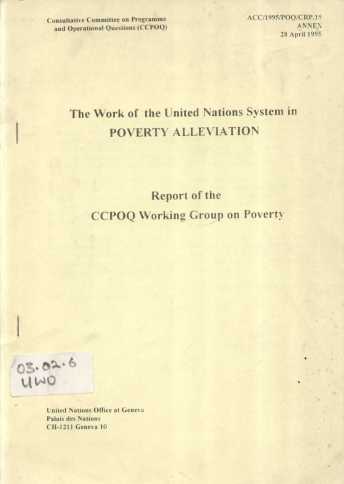 Consultative Committee on Programme
and Operational Questions (CCPOQ)
ACC/1995/POQ/CRP.15
ANNEX
28 April 1995
The Work of the United Nations System in
POVERTY ALLEVIATION
Report of the
CCPOQ Working Group on Poverty
03.02.6
UWO
United Nations Office at Geneva
Palais des Nations
CH-1211 Geneva 10